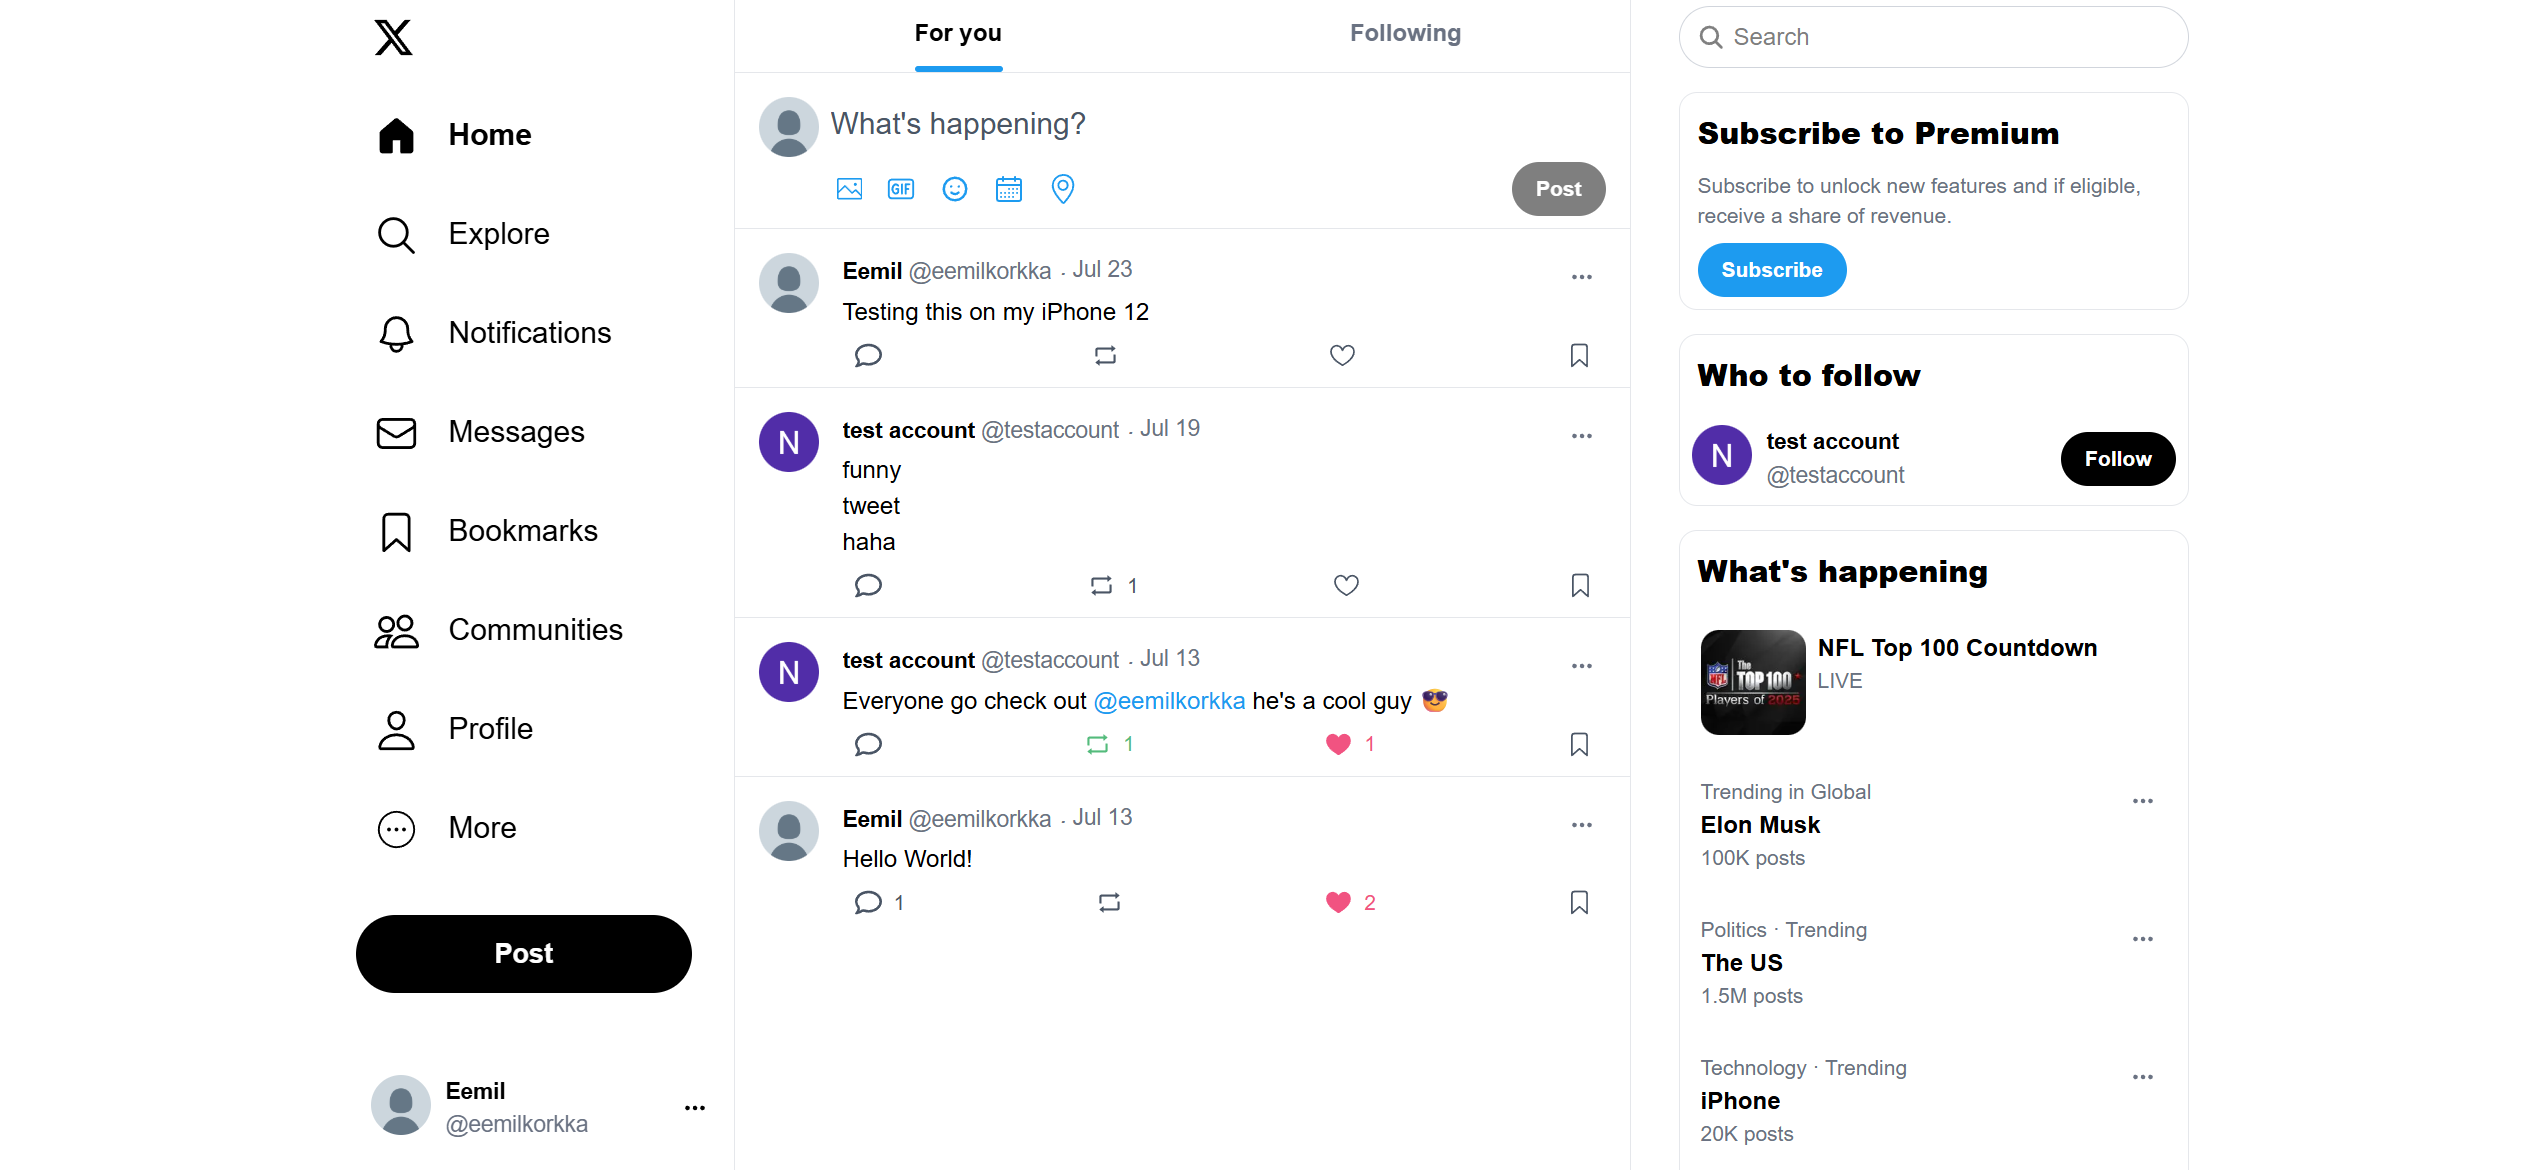 Home
Explore
Notifications
Messages
Bookmarks
Communities
Profile
More
Post
Eemil
@eemilkorkka
For you
Following
What's happening?
GIF
Post
Eemil @eemilkorkka · Jul 23
Testing this on my iPhone 12
N
test account @testaccount · Jul 19
funny
tweet
haha
1
N
test account @testaccount · Jul 13
Everyone go check out @eemilkorkka he's a cool guy 😎
1
1
Eemil @eemilkorkka · Jul 13
Hello World!
1
2
Search
Subscribe to Premium
Subscribe to unlock new features and if eligible,
receive a share of revenue.
Subscribe
Who to follow
N
test account
@testaccount
Follow
What's happening
NFL
The
TOP 100
Players of 2025
NFL Top 100 Countdown
LIVE
Trending in Global
Elon Musk
100K posts
Politics · Trending
The US
1.5M posts
Technology · Trending
iPhone
20K posts